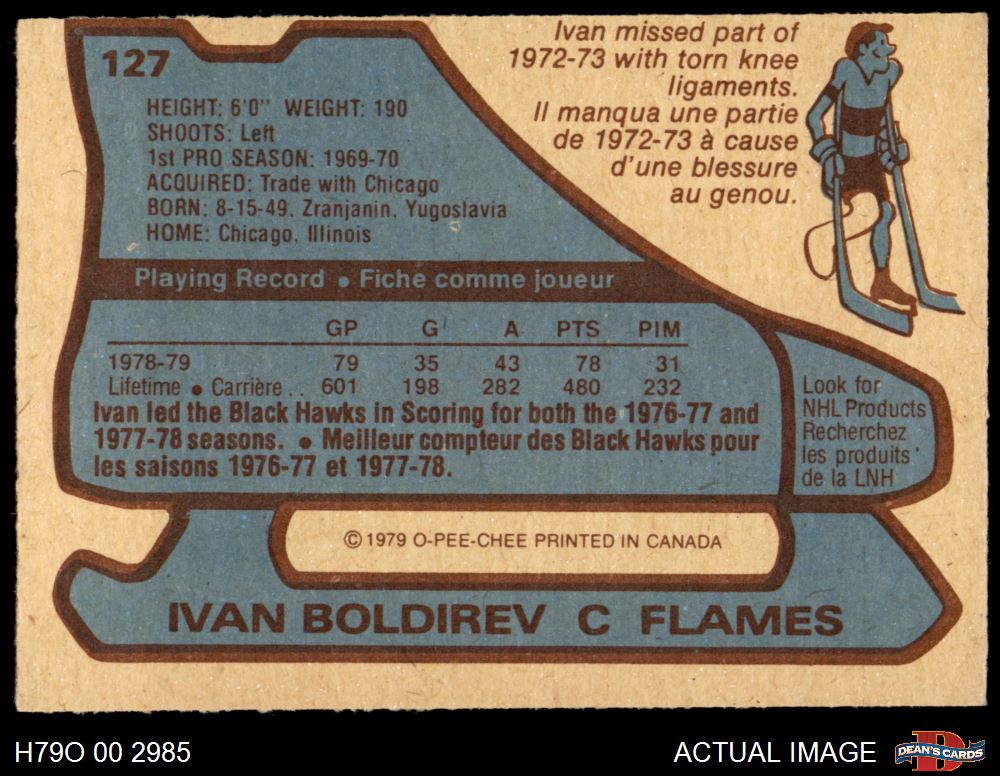 127
Ivan missed part of
1972-73 with torn knee
ligaments.
Il manqua une partie
de 1972-73 à cause
d'une blessure
au genou.
HEIGHT: 6'0" WEIGHT: 190
SHOOTS: Left
1st PRO SEASON: 1969-70
ACQUIRED: Trade with Chicago
BORN: 8-15-49, Zranjanin, Yugoslavia
HOME: Chicago, Illinois
Playing Record • Fiche comme joueur
GP G A PTS PIM
1978-79 79 35 43 78 31
Lifetime • Carrière .. 601 198 282 480 232
Ivan led the Black Hawks in Scoring for both the 1976-77 and
1977-78 seasons. • Meilleur compteur des Black Hawks pour
les saisons 1976-77 et 1977-78.
Look for
NHL Products
Recherchez
les produits
de la LNH
© 1979 O-PEE-CHEE PRINTED IN CANADA
IVAN BOLDIREV C FLAMES
H79O 00 2985
ACTUAL IMAGE
D
DEAN'S CARDS